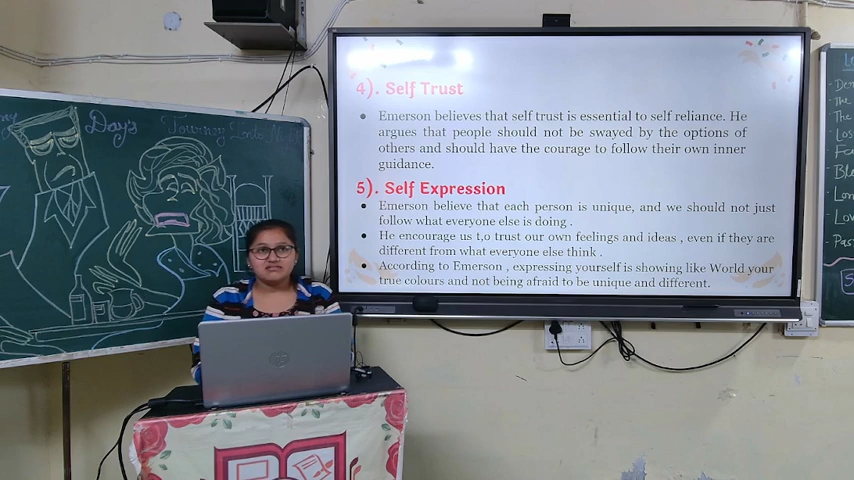 Days
Journey
4). Self Trust
Emerson believes that self trust is essential to self reliance. He
argues that people should not be swayed by the options of
others and should have the courage to follow their own inner
guidance.
5). Self Expression
Emerson believe that each person is unique, and we should not just
follow what everyone else is doing .
He encourage us t,o trust our own feelings and ideas , even if they are
different from what everyone else think .
According to Emerson , expressing yourself is showing like World your
true colours and not being afraid to be unique and different.
The
The